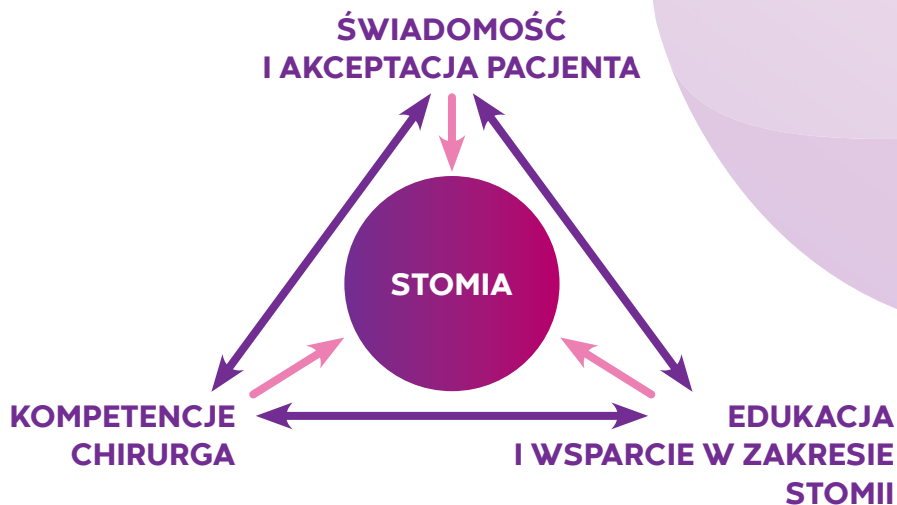 ŚWIADOMOŚĆ
I AKCEPTACJA PACJENTA
STOMIA
KOMPETENCJE
CHIRURGA
EDUKACJA
I WSPARCIE W ZAKRESIE
STOMII